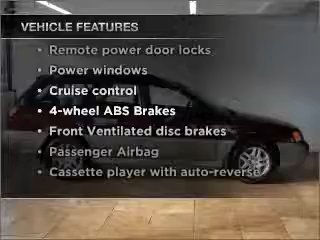 VEHICLE FEATURES
• Remote power door locks
• Power windows
• Cruise control
• 4-wheel ABS Brakes
• Front Ventilated disc brakes
• Passenger Airbag
• Cassette player with auto-reverse